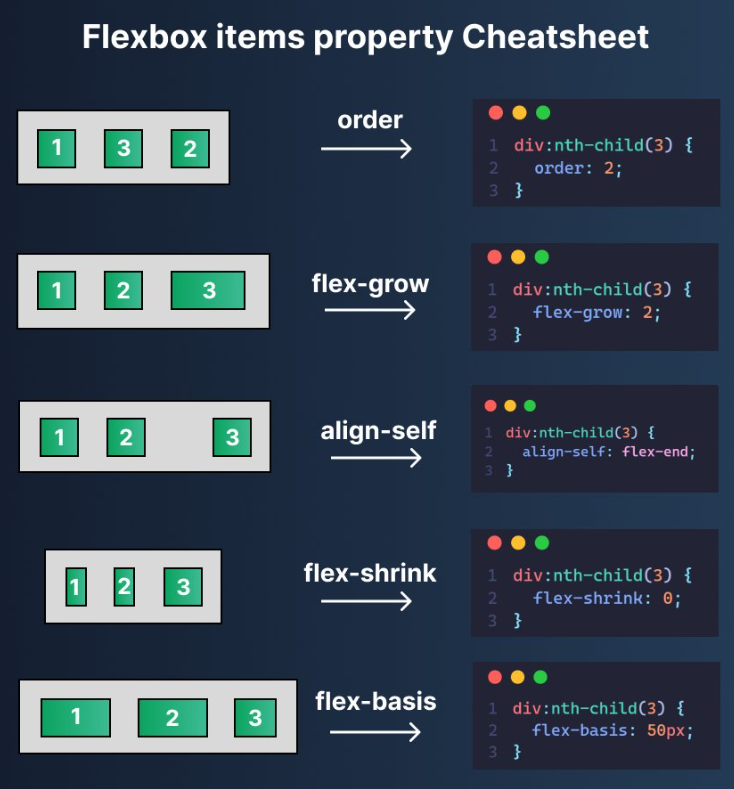 Flexbox items property Cheatsheet
1 3 2
order
1 div:nth-child(3) {
2 order: 2;
3 }
1 2 3
flex-grow
1 div:nth-child(3) {
2 flex-grow: 2;
3 }
1 2 3
align-self
1 div:nth-child(3) {
2 align-self: flex-end;
3 }
1 2 3
flex-shrink
1 div:nth-child(3) {
2 flex-shrink: 0;
3 }
1 2 3
flex-basis
1 div:nth-child(3) {
2 flex-basis: 50px;
3 }